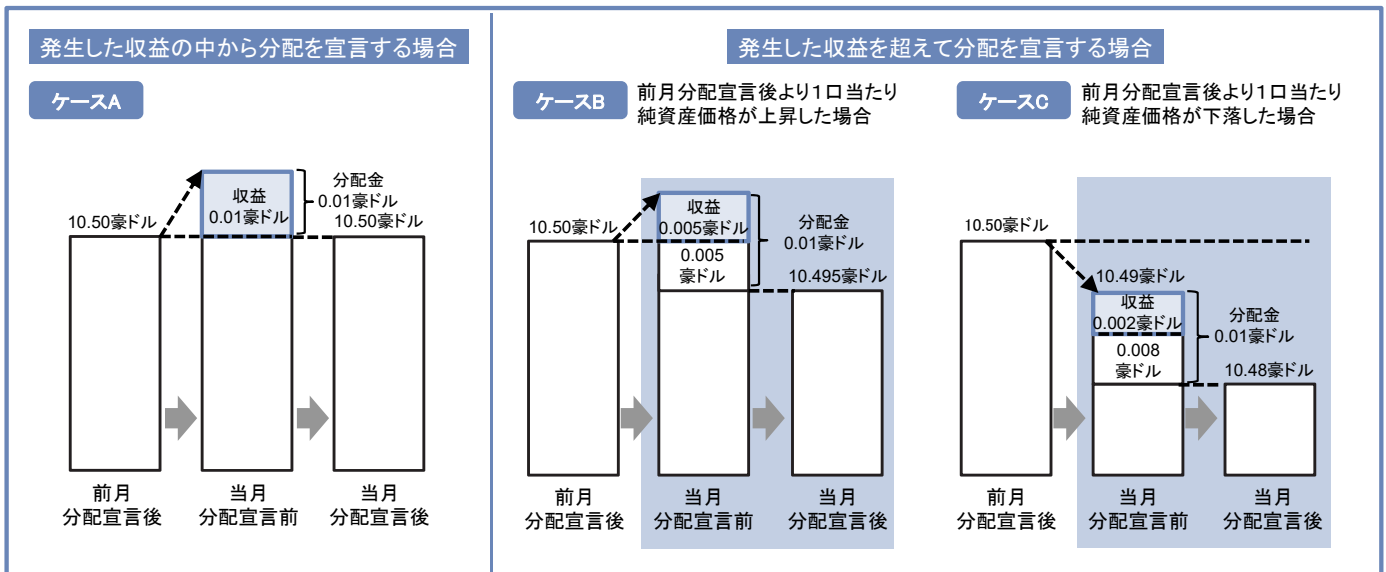 発生した収益の中から分配を宣言する場合
ケースA
10.50豪ドル
収益
0.01豪ドル
分配金
0.01豪ドル
10.50豪ドル
前月
分配宣言後
当月
分配宣言前
当月
分配宣言後
発生した収益を超えて分配を宣言する場合
ケースB
前月分配宣言後より1口当たり
純資産価格が上昇した場合
10.50豪ドル
収益
0.005豪ドル
0.005
豪ドル
分配金
0.01豪ドル
10.495豪ドル
前月
分配宣言後
当月
分配宣言前
当月
分配宣言後
ケースC
前月分配宣言後より1口当たり
純資産価格が下落した場合
10.50豪ドル
10.49豪ドル
収益
0.002豪ドル
0.008
豪ドル
分配金
0.01豪ドル
10.48豪ドル
前月
分配宣言後
当月
分配宣言前
当月
分配宣言後